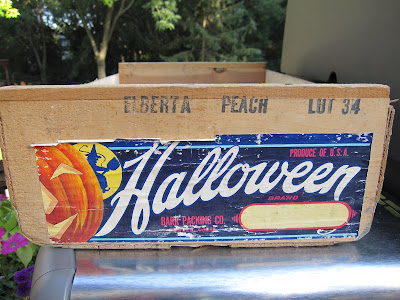 ELBERTA PEACH LOT 34
PRODUCE OF U.S.A.
Halloween
BRAND
PACKING CO.